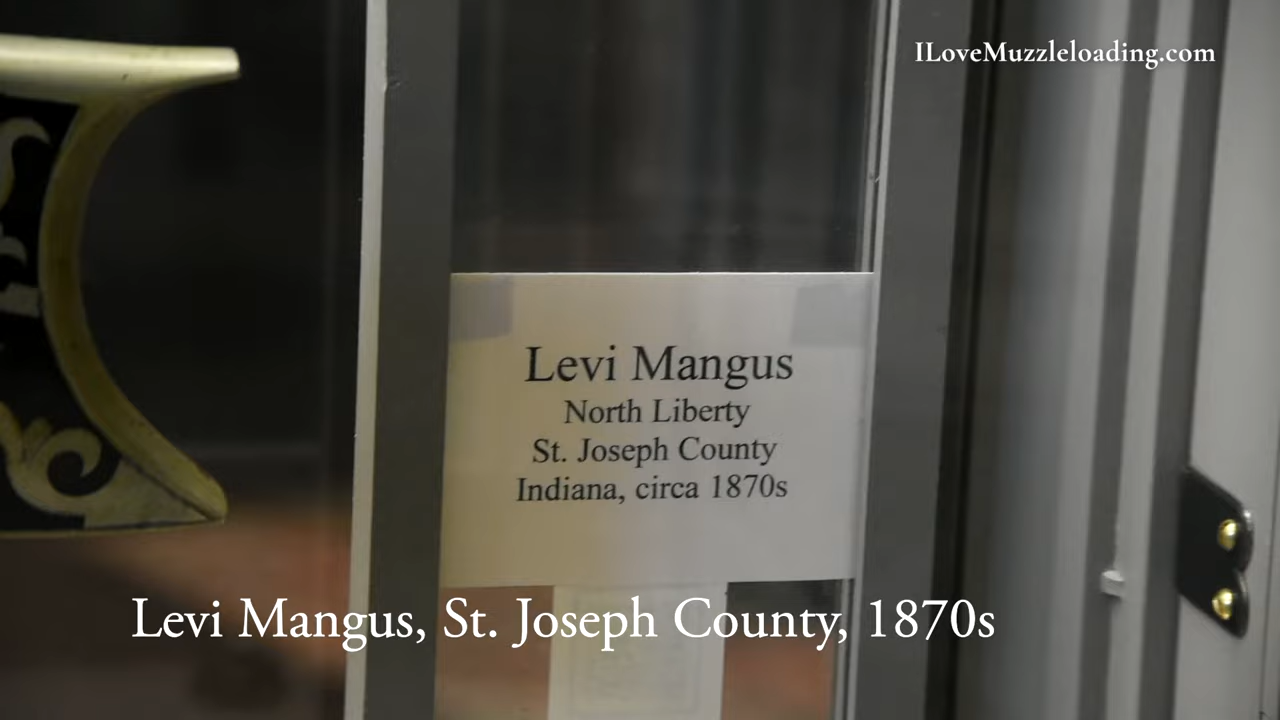 ILoveMuzzleloading.com
Levi Mangus
North Liberty
St. Joseph County
Indiana, circa 1870s
Levi Mangus, St. Joseph County, 1870s